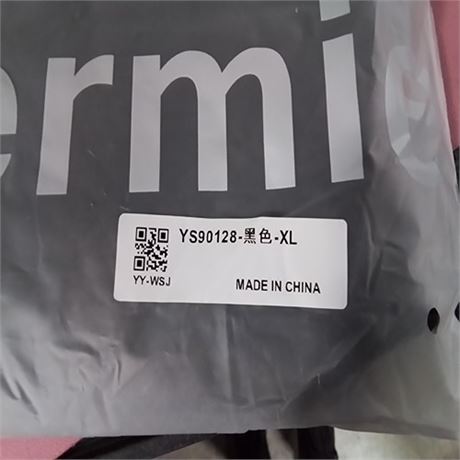 ermi
YS90128-黑色-XL
YY-WSJ
MADE IN CHINA